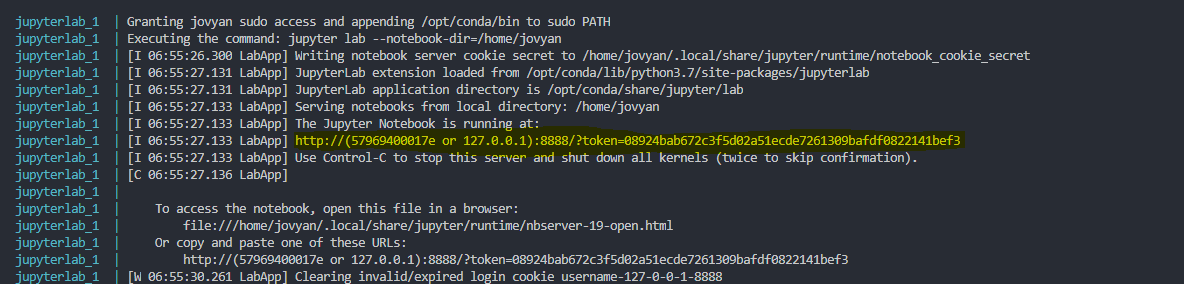 jupyterlab_1 | Granting jovyan sudo access and appending /opt/conda/bin to sudo PATH
jupyterlab_1 | Executing the command: jupyter lab --notebook-dir=/home/jovyan
jupyterlab_1 | [I 06:55:26.300 LabApp] Writing notebook server cookie secret to /home/jovyan/.local/share/jupyter/runtime/notebook_cookie_secret
jupyterlab_1 | [I 06:55:27.131 LabApp] JupyterLab extension loaded from /opt/conda/lib/python3.7/site-packages/jupyterlab
jupyterlab_1 | [I 06:55:27.131 LabApp] JupyterLab application directory is /opt/conda/share/jupyter/lab
jupyterlab_1 | [I 06:55:27.133 LabApp] Serving notebooks from local directory: /home/jovyan
jupyterlab_1 | [I 06:55:27.133 LabApp] The Jupyter Notebook is running at:
jupyterlab_1 | [I 06:55:27.133 LabApp] http://(57969400017e or 127.0.0.1):8888/?token=08924bab672c3f5d02a51ecde7261309bafdf0822141bef3
jupyterlab_1 | [I 06:55:27.133 LabApp] Use Control-C to stop this server and shut down all kernels (twice to skip confirmation).
jupyterlab_1 | [C 06:55:27.136 LabApp]
jupyterlab_1 |
jupyterlab_1 |     To access the notebook, open this file in a browser:
jupyterlab_1 |         file:///home/jovyan/.local/share/jupyter/runtime/nbserver-19-open.html
jupyterlab_1 |     Or copy and paste one of these URLs:
jupyterlab_1 |         http://(57969400017e or 127.0.0.1):8888/?token=08924bab672c3f5d02a51ecde7261309bafdf0822141bef3
jupyterlab_1 | [W 06:55:30.261 LabApp] Clearing invalid/expired login cookie username-127-0-0-1-8888